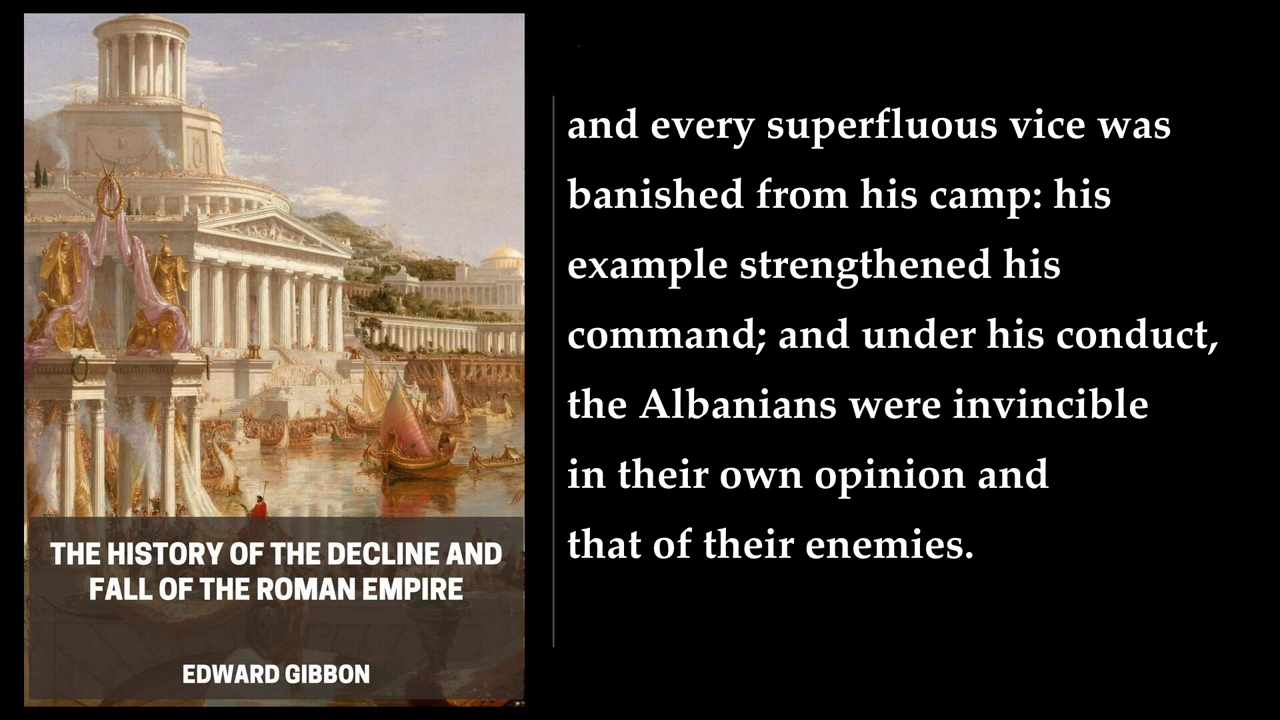 THE HISTORY OF THE DECLINE AND
FALL OF THE ROMAN EMPIRE
EDWARD GIBBON
and every superfluous vice was
banished from his camp: his
example strengthened his
command; and under his conduct,
the Albanians were invincible
in their own opinion and
that of their enemies.